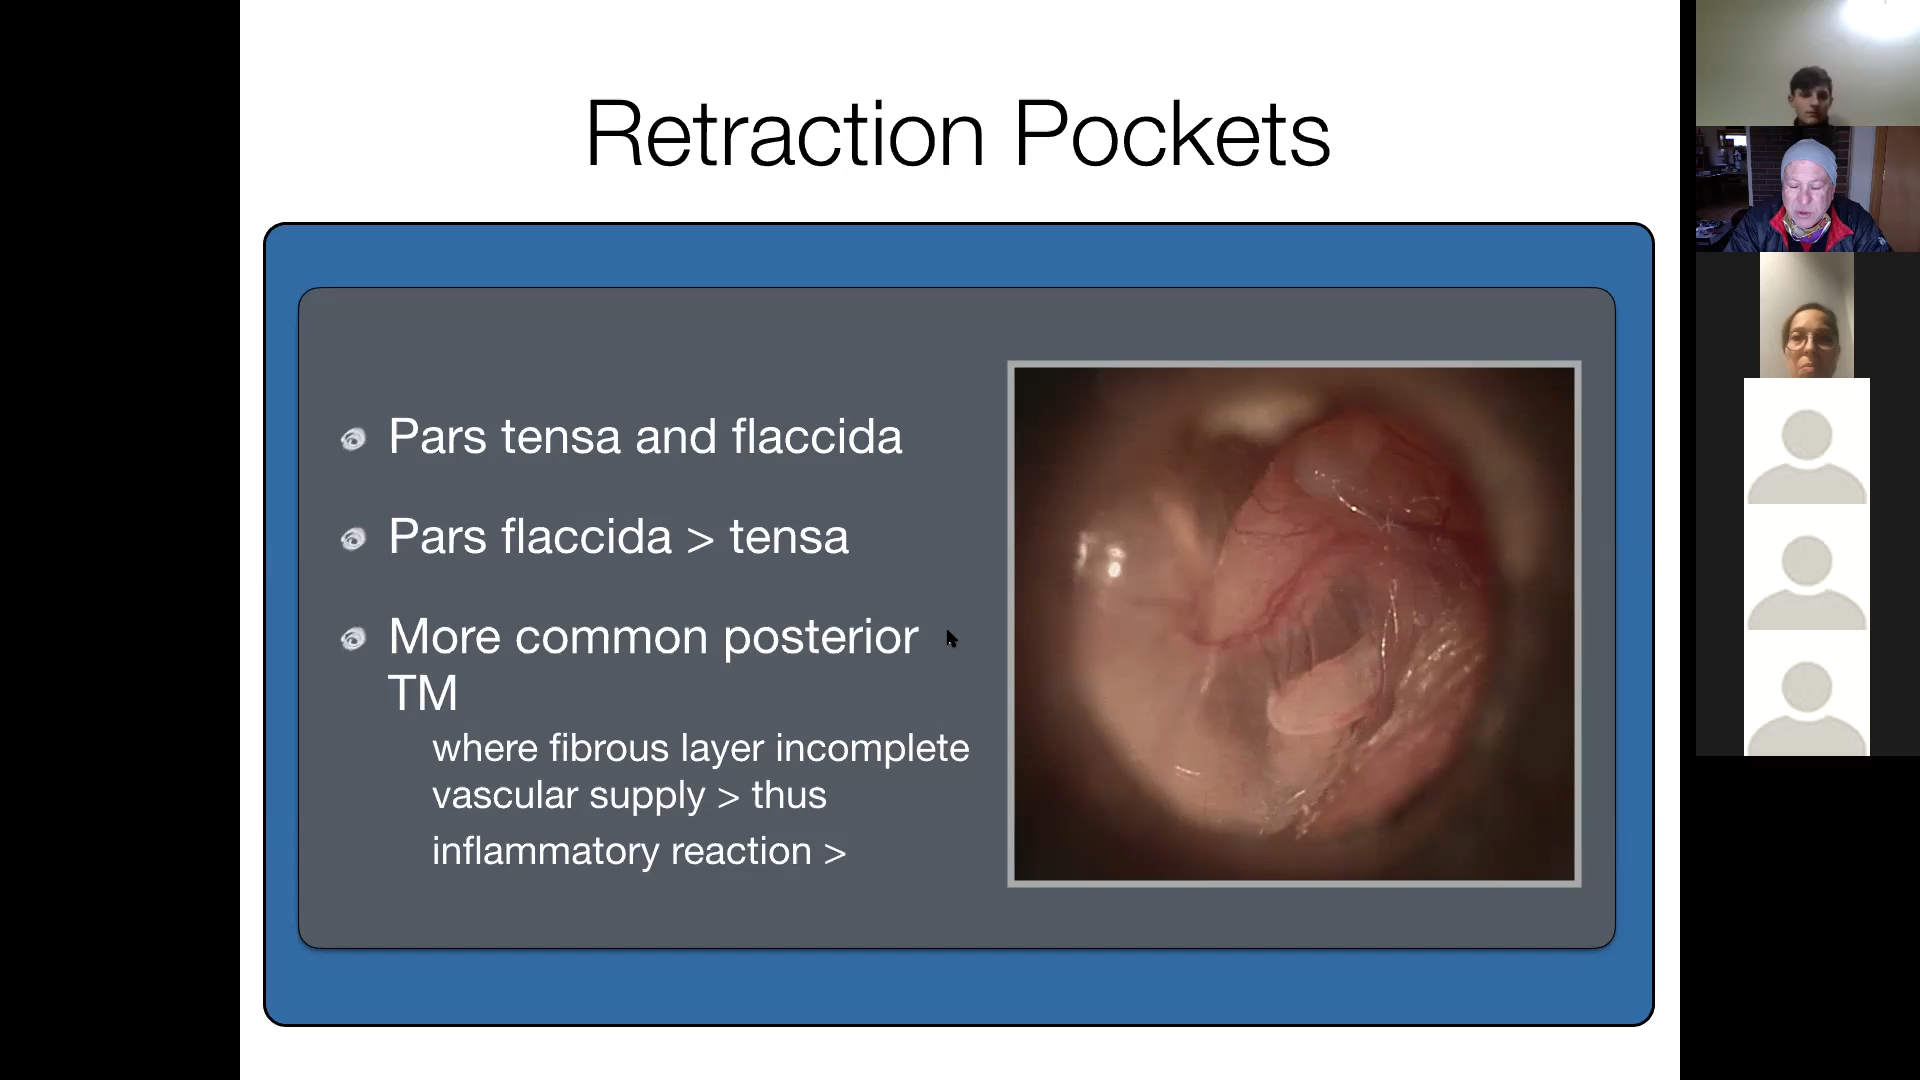 Retraction Pockets
Pars tensa and flaccida
Pars flaccida > tensa
More common posterior
TM
where fibrous layer incomplete
vascular supply > thus
inflammatory reaction >